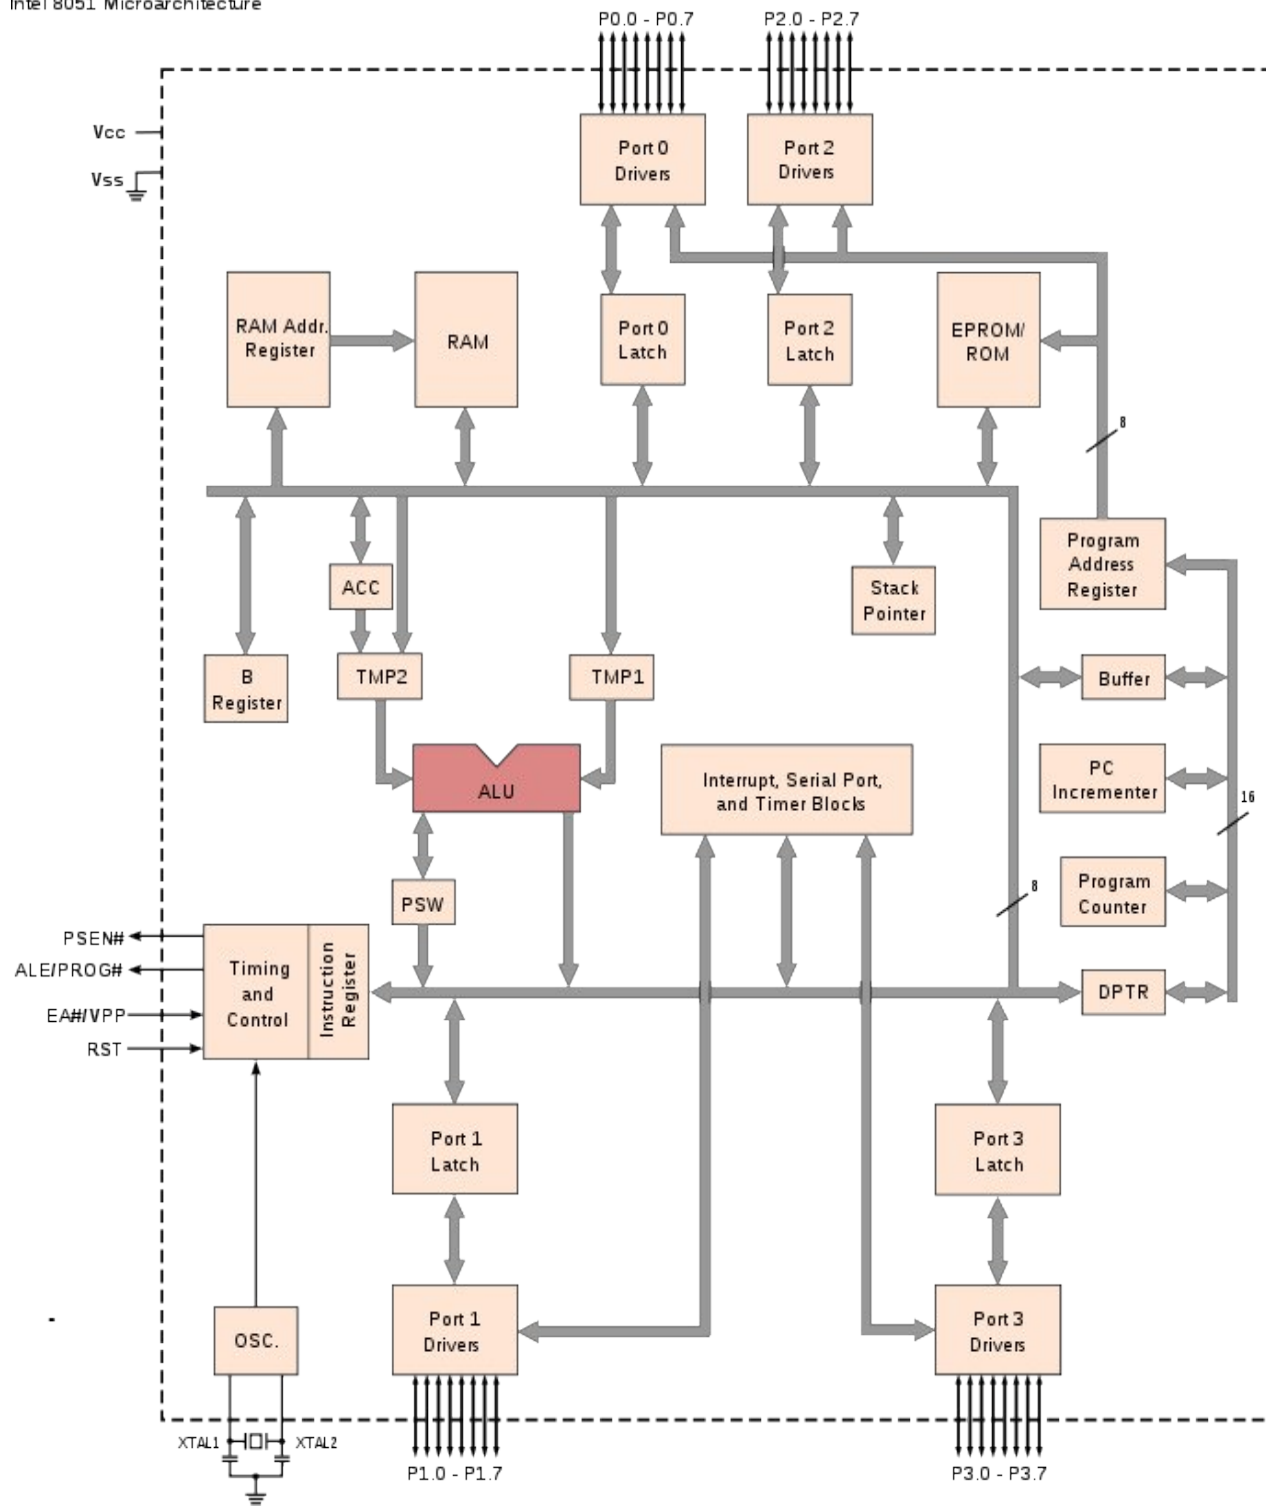 Intel 8051 Microarchitecture
P0.0 - P0.7
P2.0 - P2.7
Vcc
Vss
Port 0
Drivers
Port 2
Drivers
RAM Addr.
Register
RAM
Port 0
Latch
Port 2
Latch
EPROM/
ROM
8
Program
Address
Register
ACC
Stack
Pointer
B
Register
TMP2
TMP1
Buffer
ALU
Interrupt, Serial Port,
and Timer Blocks
PC
Incrementer
16
PSW
8
Program
Counter
PSEN#
ALE/PROG#
EA#/VPP
RST
Timing
and
Control
Instruction
Register
DPTR
Port 1
Latch
Port 3
Latch
OSC.
Port 1
Drivers
Port 3
Drivers
XTAL1
XTAL2
P1.0 - P1.7
P3.0 - P3.7